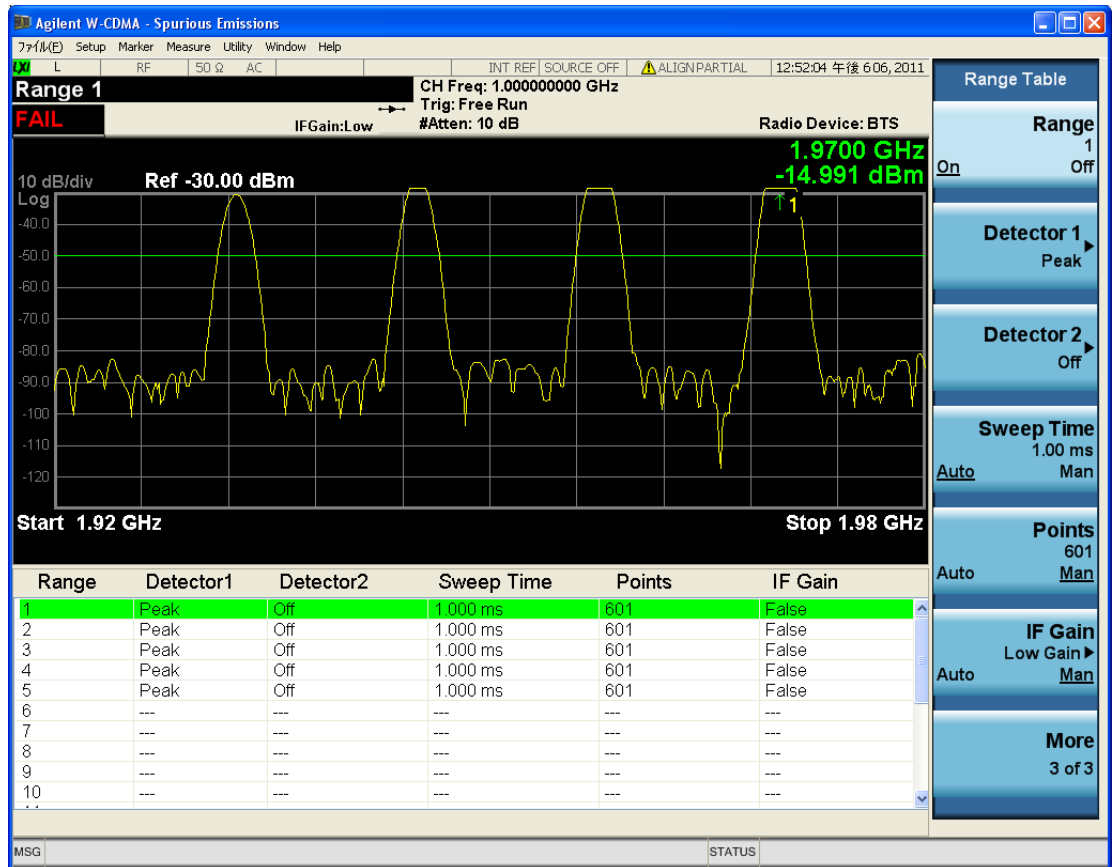 Agilent W-CDMA - Spurious Emissions
ファイル(F) Setup Marker Measure Utility Window Help
LXI L RF 50 Ω AC INT REF SOURCE OFF ALIGN PARTIAL 12:52:04 午後 6 06, 2011
Range 1
CH Freq: 1.000000000 GHz
Trig: Free Run
FAIL
IFGain:Low
#Atten: 10 dB
Radio Device: BTS
1.9700 GHz
-14.991 dBm
10 dB/div Ref -30.00 dBm
Log
1
-40.0
-50.0
-60.0
-70.0
-80.0
-90.0
-100
-110
-120
Start 1.92 GHz
Stop 1.98 GHz
Range Detector1 Detector2 Sweep Time Points IF Gain
1 Peak Off 1.000 ms 601 False
2 Peak Off 1.000 ms 601 False
3 Peak Off 1.000 ms 601 False
4 Peak Off 1.000 ms 601 False
5 Peak Off 1.000 ms 601 False
6 --- --- --- --- ---
7 --- --- --- --- ---
8 --- --- --- --- ---
9 --- --- --- --- ---
10 --- --- --- --- ---
Range Table
Range
1
On Off
Detector 1
Peak
Detector 2
Off
Sweep Time
1.00 ms
Auto Man
Points
601
Auto Man
IF Gain
Low Gain
Auto Man
More
3 of 3
MSG
STATUS